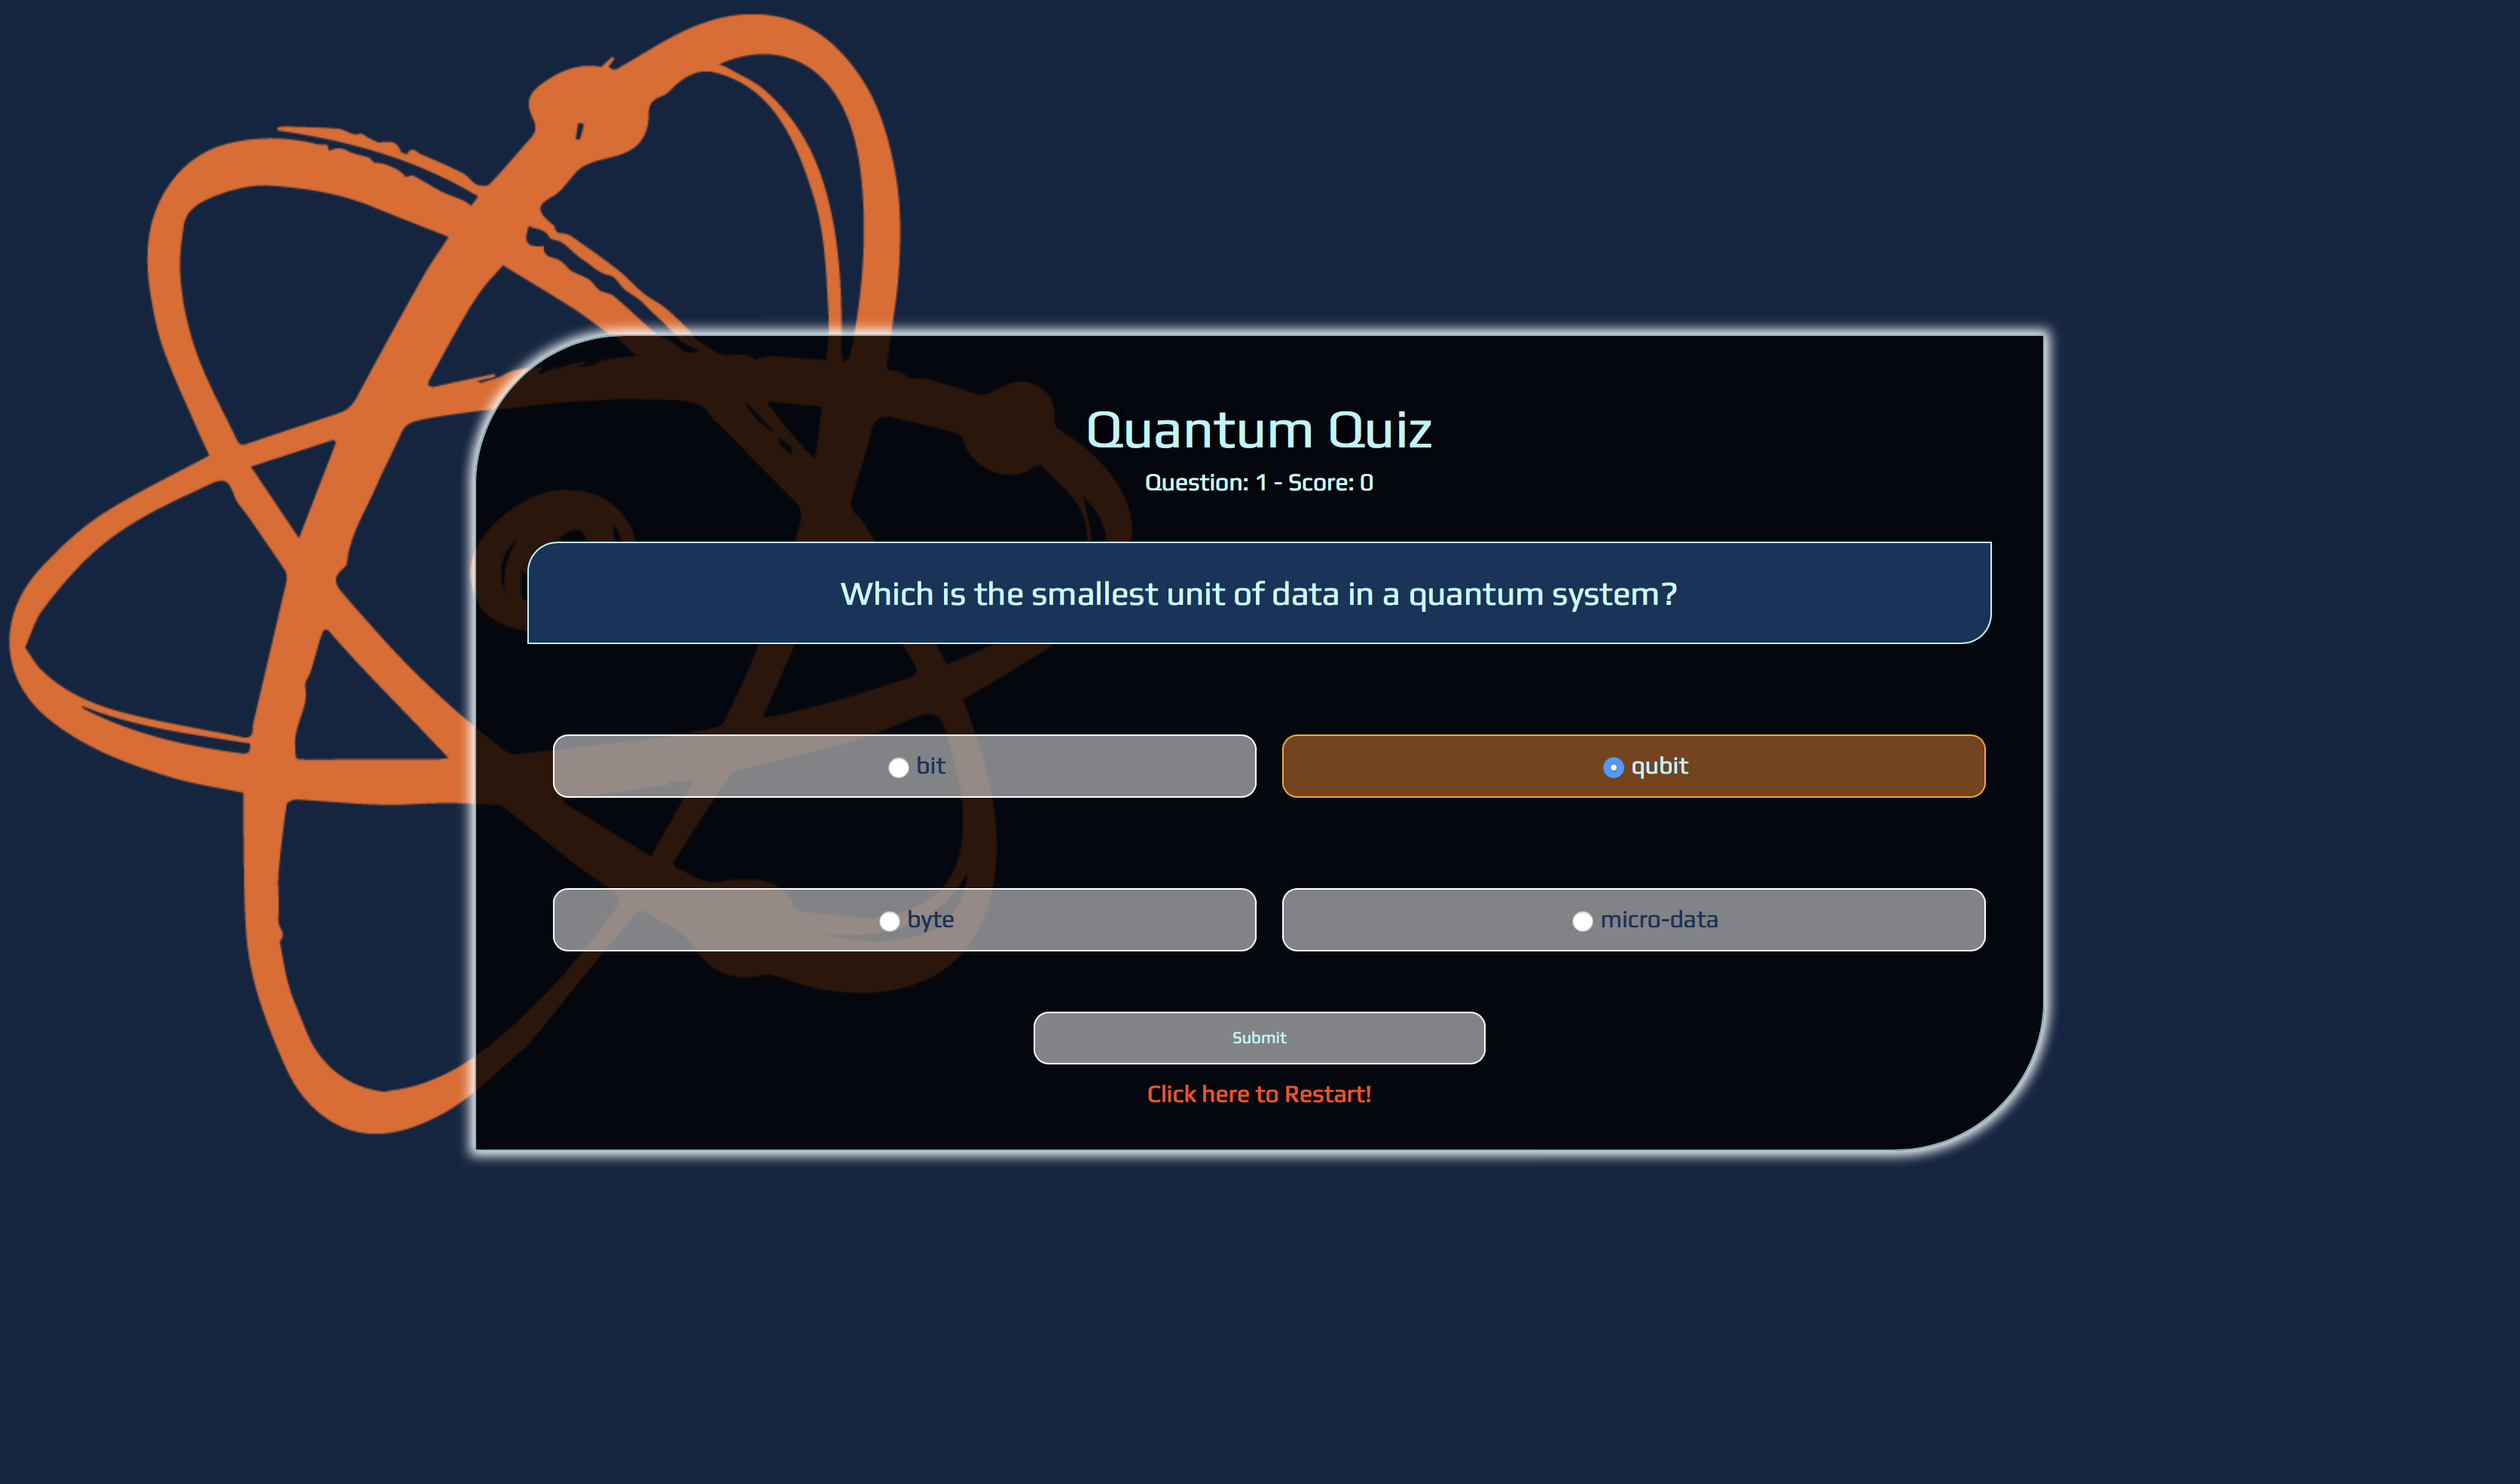 Quantum Quiz
Question: 1 - Score: 0
Which is the smallest unit of data in a quantum system?
bit
qubit
byte
micro-data
Submit
Click here to Restart!